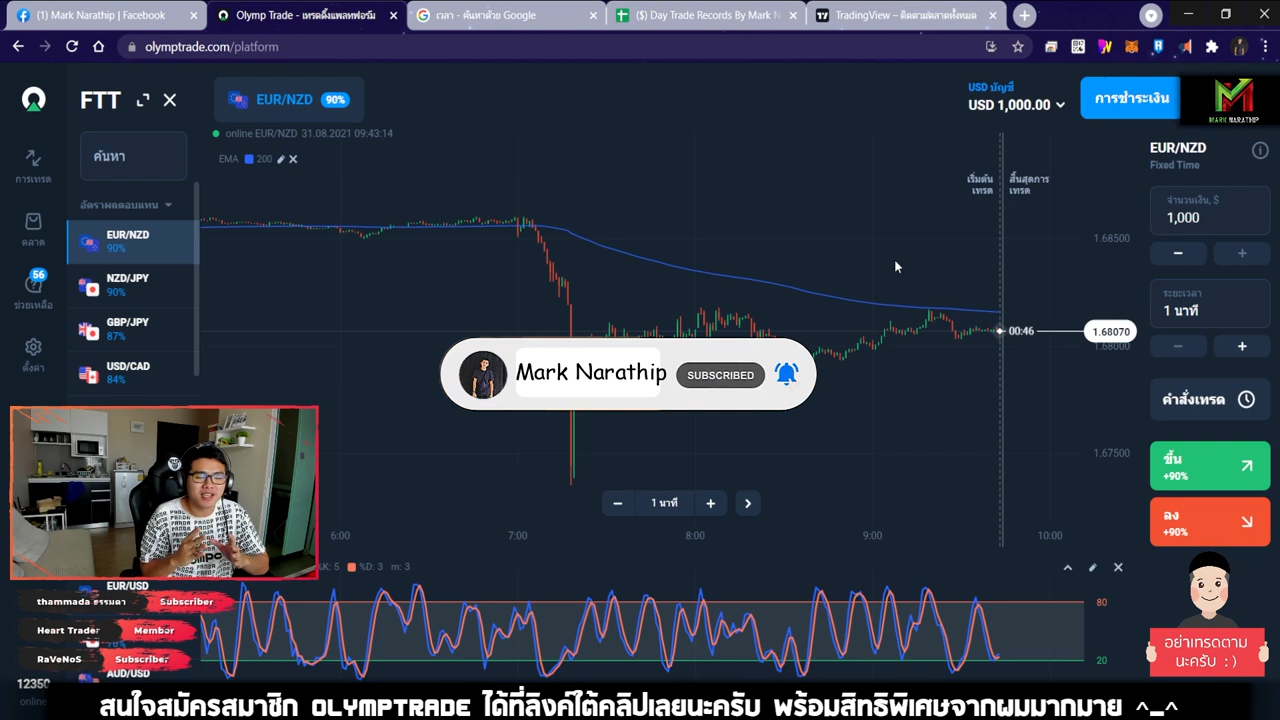 (1) Mark Narathip | Facebook
Olymp Trade - เทรดดิ้งแพลทฟอร์ม
เวลา - ค้นหาด้วย Google
($) Day Trade Records By Mark N
TradingView – ติดตามตลาดทั้งหมด
olymptrade.com/platform
FTT
EUR/NZD 90%
USD บัญชี
USD 1,000.00
การชำระเงิน
MARK NARATHIP
online EUR/NZD 31.08.2021 09:43:14
EMA 200
ค้นหา
อัตราผลตอบแทน
EUR/NZD
90%
NZD/JPY
90%
GBP/JPY
87%
USD/CAD
84%
การเทรด
ตลาด
56
ช่วยเหลือ
ตั้งค่า
เริ่มต้น
เทรด
สิ้นสุดการ
เทรด
1.68500
00:46
1.68070
1.68000
1.67500
EUR/NZD
Fixed Time
จำนวนเงิน, $
1,000
ระยะเวลา
1 นาที
คำสั่งเทรด
ขึ้น
+90%
ลง
+90%
Mark Narathip
SUBSCRIBED
1 นาที
6:00
7:00
8:00
9:00
10:00
%K: 5 %D: 3 m: 3
80
20
PANDA
EUR/USD
thammada ธรรมดา Subscriber
Heart Trader Member
RaVeNoS Subscriber
AUD/USD
12350
online
อย่าเทรดตาม
นะครับ : )
สนใจสมัครสมาชิก OLYMPTRADE ได้ที่ลิงค์ใต้คลิปเลยนะครับ พร้อมสิทธิพิเศษจากผมมากมาย ^_^